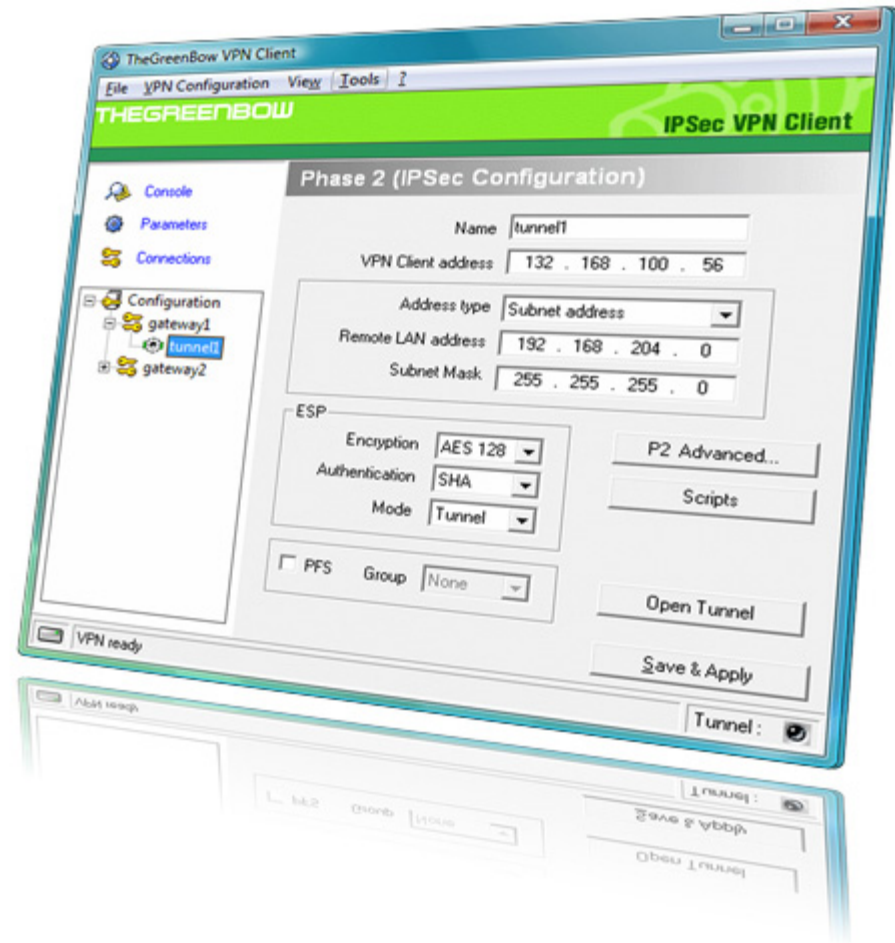 TheGreenBow VPN Client
File VPN Configuration View Tools ?
THEGREENBOW
IPSec VPN Client
Console
Parameters
Connections
Configuration
gateway1
tunnel1
gateway2
Phase 2 (IPSec Configuration)
Name tunnel1
VPN Client address 132 . 168 . 100 . 56
Address type Subnet address
Remote LAN address 192 . 168 . 204 . 0
Subnet Mask 255 . 255 . 255 . 0
ESP
Encryption AES 128
Authentication SHA
Mode Tunnel
P2 Advanced...
Scripts
PFS Group None
Open Tunnel
Save & Apply
VPN ready
Tunnel :